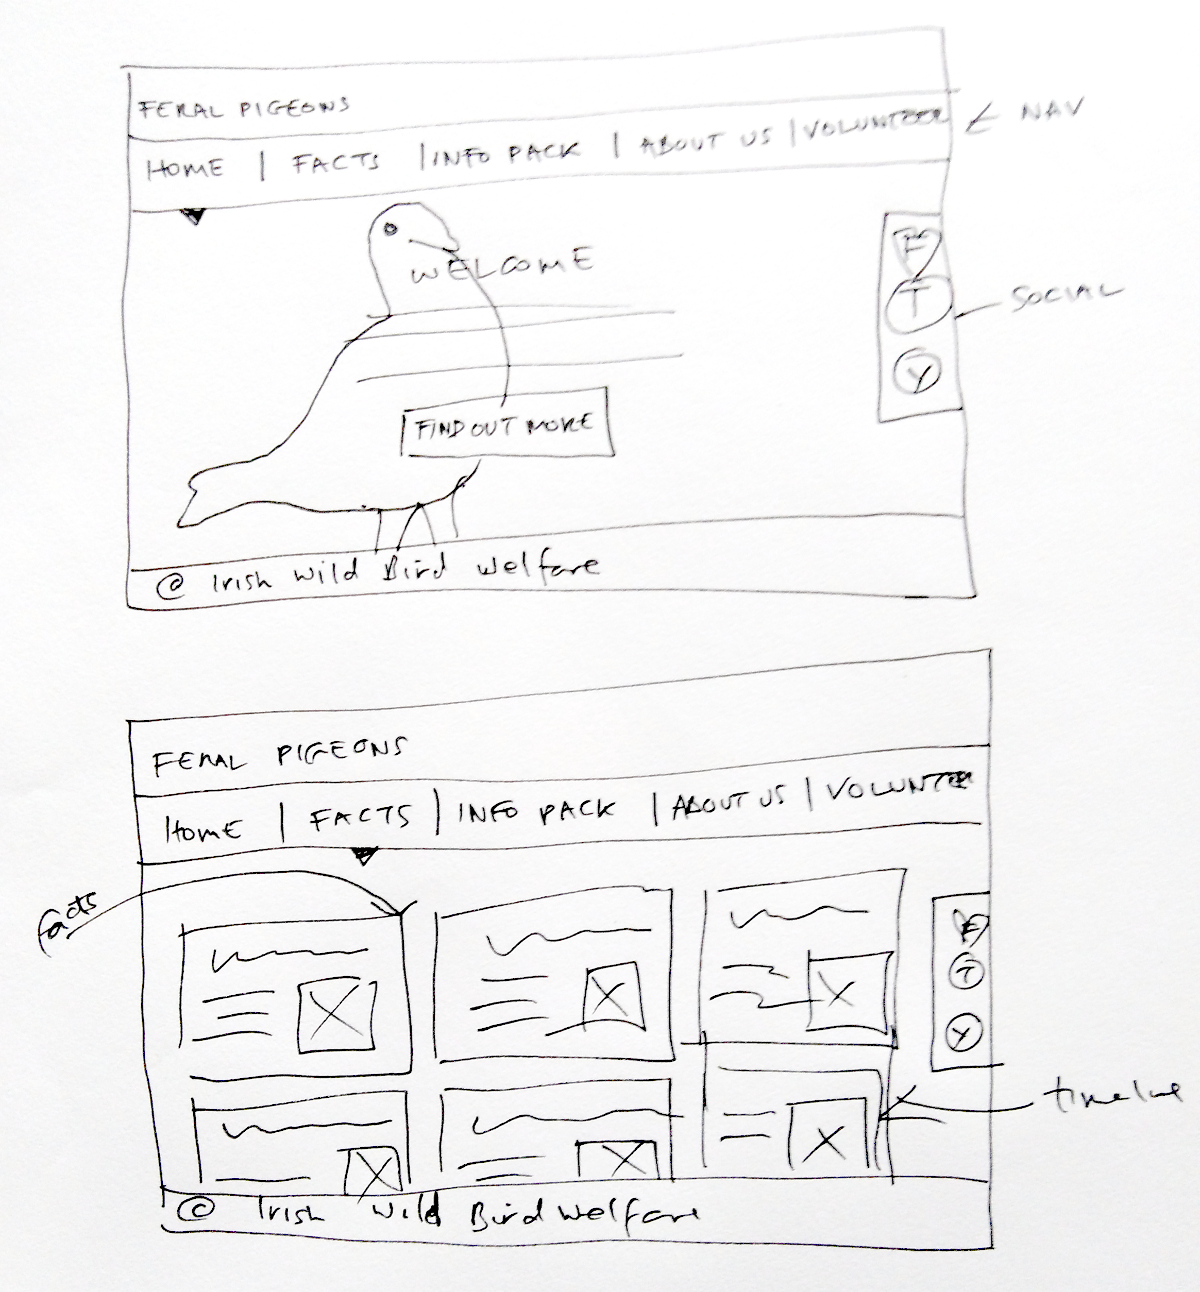 FERAL PIGEONS
HOME | FACTS | INFO PACK | ABOUT US | VOLUNTEER
NAV
WELCOME
F
T
SOCIAL
Y
FIND OUT MORE
© Irish Wild Bird Welfare
FERAL PIGEONS
HOME | FACTS | INFO PACK | ABOUT US | VOLUNTEER
facts
F
T
Y
timeline
© Irish Wild Bird Welfare